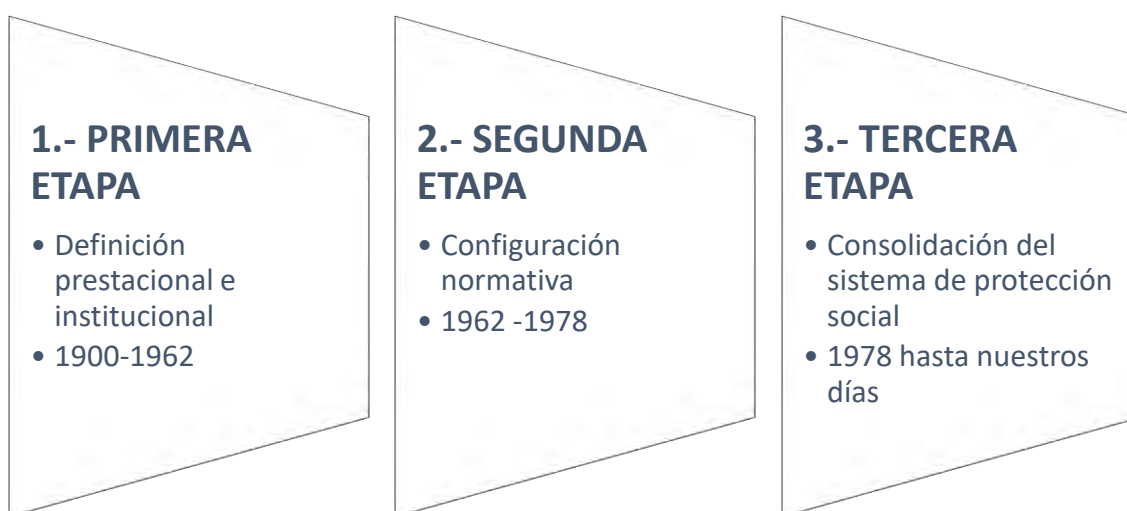 1.- PRIMERA
ETAPA
• Definición
prestacional e
institucional
• 1900-1962
2.- SEGUNDA
ETAPA
• Configuración
normativa
• 1962 -1978
3.- TERCERA
ETAPA
• Consolidación del
sistema de protección
social
• 1978 hasta nuestros
días